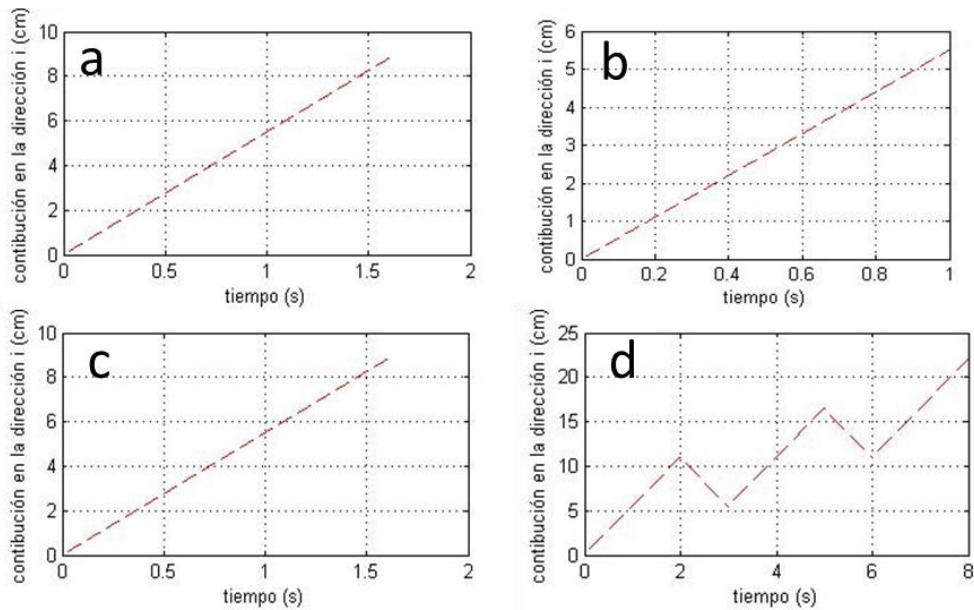 a
contibución en la dirección i (cm)
10
8
6
4
2
0
0 0.5 1 1.5 2
tiempo (s)
b
contibución en la dirección i (cm)
6
5
4
3
2
1
0
0 0.2 0.4 0.6 0.8 1
tiempo (s)
c
contibución en la dirección i (cm)
10
8
6
4
2
0
0 0.5 1 1.5 2
tiempo (s)
d
contibución en la dirección i (cm)
25
20
15
10
5
0
0 2 4 6 8
tiempo (s)